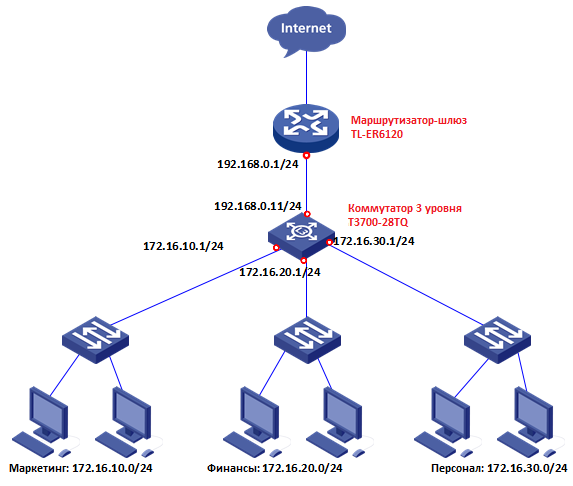 Internet
Маршрутизатор-шлюз
TL-ER6120
192.168.0.1/24
192.168.0.11/24
Коммутатор 3 уровня
T3700-28TQ
172.16.10.1/24
172.16.30.1/24
172.16.20.1/24
Маркетинг: 172.16.10.0/24
Финансы: 172.16.20.0/24
Персонал: 172.16.30.0/24